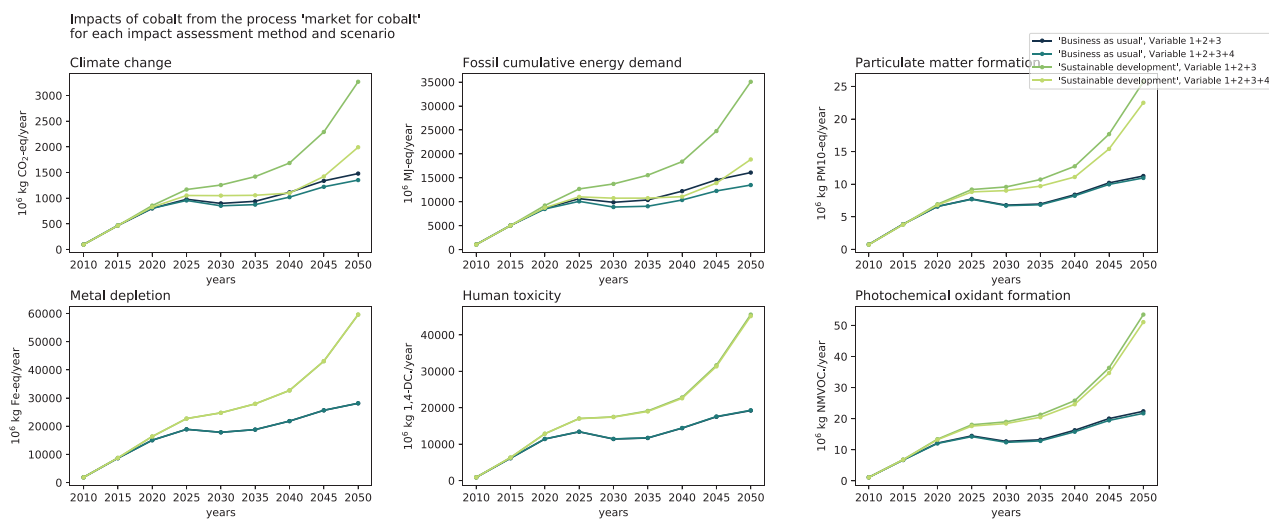 Impacts of cobalt from the process 'market for cobalt'
for each impact assessment method and scenario
'Business as usual', Variable 1+2+3
'Business as usual', Variable 1+2+3+4
'Sustainable development', Variable 1+2+3
'Sustainable development', Variable 1+2+3+4
Climate change
10⁶ kg CO₂-eq/year
3000
2500
2000
1500
1000
500
0
2010 2015 2020 2025 2030 2035 2040 2045 2050
years
Fossil cumulative energy demand
10⁶ MJ-eq/year
35000
30000
25000
20000
15000
10000
5000
0
2010 2015 2020 2025 2030 2035 2040 2045 2050
years
Particulate matter formation
10⁶ kg PM10-eq/year
25
20
15
10
5
0
2010 2015 2020 2025 2030 2035 2040 2045 2050
years
Metal depletion
10⁶ kg Fe-eq/year
60000
50000
40000
30000
20000
10000
0
2010 2015 2020 2025 2030 2035 2040 2045 2050
years
Human toxicity
10⁶ kg 1,4-DC./year
40000
30000
20000
10000
0
2010 2015 2020 2025 2030 2035 2040 2045 2050
years
Photochemical oxidant formation
10⁶ kg NMVOC./year
50
40
30
20
10
0
2010 2015 2020 2025 2030 2035 2040 2045 2050
years